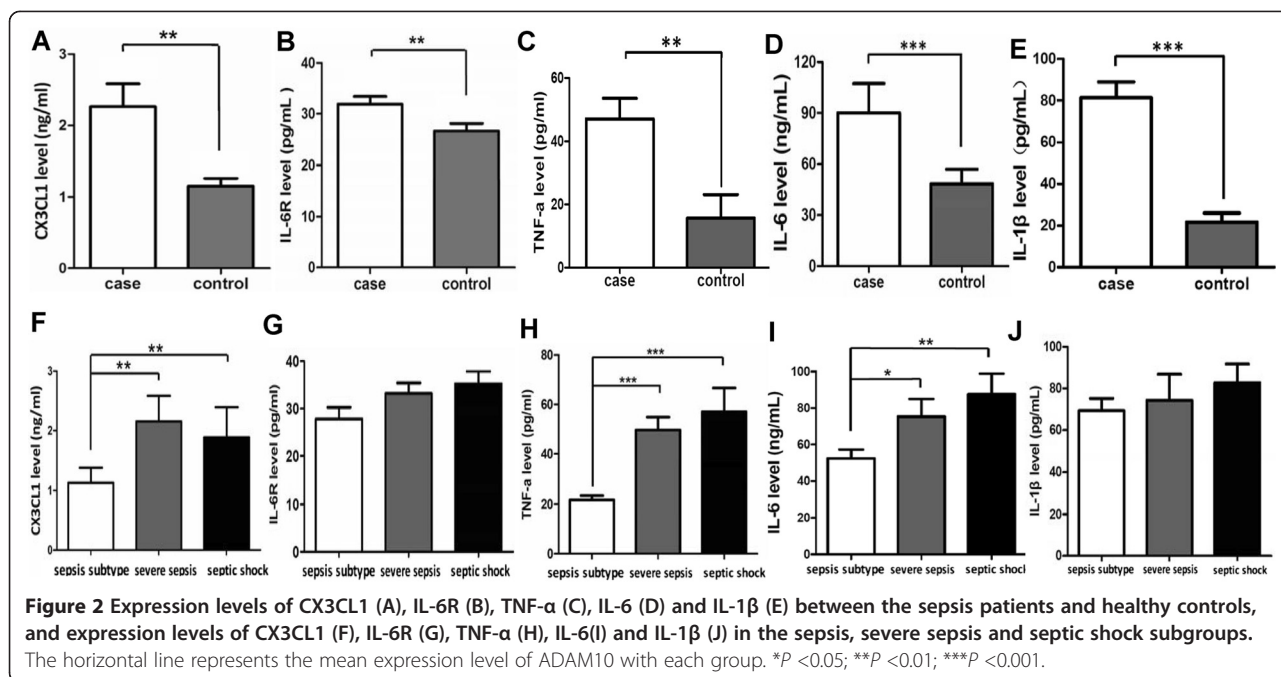 A
**
CX3CL1 level (ng/ml)
3
2
1
0
case control
B
**
IL-6R level (pg/mL)
40
30
20
10
0
case control
C
**
TNF-a level (pg/ml)
60
40
20
0
case control
D
***
IL-6 level (ng/mL)
120
90
60
30
0
case control
E
***
IL-1β level (pg/mL)
100
80
60
40
20
0
case control
F
**
**
CX3CL1 level (ng/ml)
3
2
1
0
sepsis subtype severe sepsis septic shock
G
IL-6R level (pg/ml)
40
30
20
10
0
sepsis subtype severe sepsis septic shock
H
***
***
TNF-a level (pg/ml)
80
60
40
20
0
sepsis subtype severe sepsis septic shock
I
**
*
IL-6 level (ng/mL)
100
80
60
40
20
0
sepsis subtype severe sepsis septic shock
J
IL-1β level (pg/mL)
100
80
60
40
20
0
sepsis subtype severe sepsis septic shock
Figure 2 Expression levels of CX3CL1 (A), IL-6R (B), TNF-α (C), IL-6 (D) and IL-1β (E) between the sepsis patients and healthy controls,
and expression levels of CX3CL1 (F), IL-6R (G), TNF-α (H), IL-6(I) and IL-1β (J) in the sepsis, severe sepsis and septic shock subgroups.
The horizontal line represents the mean expression level of ADAM10 with each group. *P <0.05; **P <0.01; ***P <0.001.